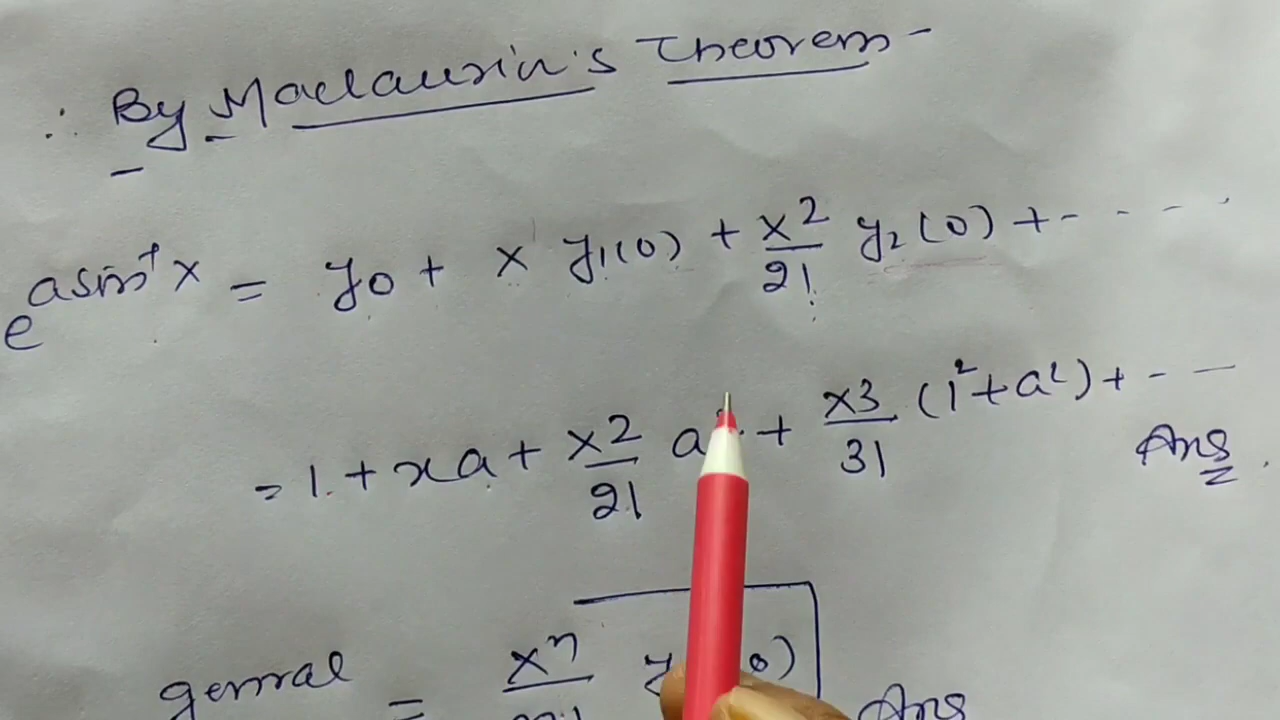 ∴ By Maclaurin's Theorem -
e^(a sin⁻¹ x) = y0 + x y1(0) + x²/2! y2(0) + - - - -
= 1 + xa + x²/2! a + x3/3! (1² + a²) + - - Ans
genral = xⁿ/ Ans